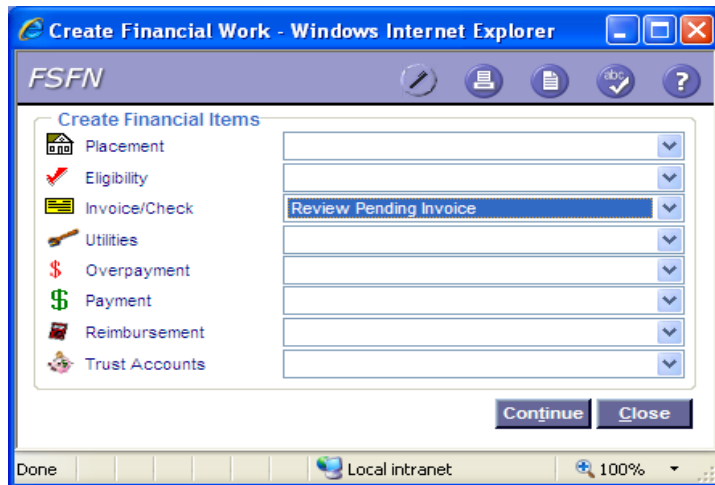 Create Financial Work - Windows Internet Explorer
FSFN
abc
?
Create Financial Items
Placement
Eligibility
Invoice/Check Review Pending Invoice
Utilities
$ Overpayment
$ Payment
Reimbursement
Trust Accounts
Continue Close
Done Local intranet 100%